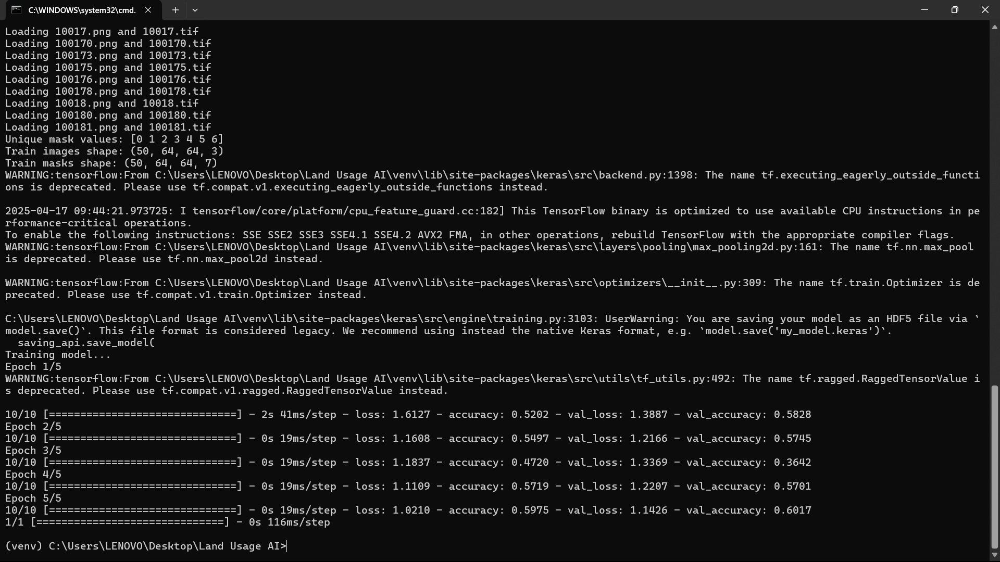 C:\WINDOWS\system32\cmd.
Loading 10017.png and 10017.tif
Loading 100170.png and 100170.tif
Loading 100173.png and 100173.tif
Loading 100175.png and 100175.tif
Loading 100176.png and 100176.tif
Loading 100178.png and 100178.tif
Loading 10018.png and 10018.tif
Loading 100180.png and 100180.tif
Loading 100181.png and 100181.tif
Unique mask values: [0 1 2 3 4 5 6]
Train images shape: (50, 64, 64, 3)
Train masks shape: (50, 64, 64, 7)
WARNING:tensorflow:From C:\Users\LENOVO\Desktop\Land Usage AI\venv\lib\site-packages\keras\src\backend.py:1398: The name tf.executing_eagerly_outside_functi
ons is deprecated. Please use tf.compat.v1.executing_eagerly_outside_functions instead.
2025-04-17 09:44:21.973725: I tensorflow/core/platform/cpu_feature_guard.cc:182] This TensorFlow binary is optimized to use available CPU instructions in pe
rformance-critical operations.
To enable the following instructions: SSE SSE2 SSE3 SSE4.1 SSE4.2 AVX2 FMA, in other operations, rebuild TensorFlow with the appropriate compiler flags.
WARNING:tensorflow:From C:\Users\LENOVO\Desktop\Land Usage AI\venv\lib\site-packages\keras\src\layers\pooling\max_pooling2d.py:161: The name tf.nn.max_pool
is deprecated. Please use tf.nn.max_pool2d instead.
WARNING:tensorflow:From C:\Users\LENOVO\Desktop\Land Usage AI\venv\lib\site-packages\keras\src\optimizers\__init__.py:309: The name tf.train.Optimizer is de
precated. Please use tf.compat.v1.train.Optimizer instead.
C:\Users\LENOVO\Desktop\Land Usage AI\venv\lib\site-packages\keras\src\engine\training.py:3103: UserWarning: You are saving your model as an HDF5 file via `
model.save()`. This file format is considered legacy. We recommend using instead the native Keras format, e.g. `model.save('my_model.keras')`.
saving_api.save_model(
Training model...
Epoch 1/5
WARNING:tensorflow:From C:\Users\LENOVO\Desktop\Land Usage AI\venv\lib\site-packages\keras\src\utils\tf_utils.py:492: The name tf.ragged.RaggedTensorValue i
s deprecated. Please use tf.compat.v1.ragged.RaggedTensorValue instead.
10/10 [==============================] - 2s 41ms/step - loss: 1.6127 - accuracy: 0.5202 - val_loss: 1.3887 - val_accuracy: 0.5828
Epoch 2/5
10/10 [==============================] - 0s 19ms/step - loss: 1.1608 - accuracy: 0.5497 - val_loss: 1.2166 - val_accuracy: 0.5745
Epoch 3/5
10/10 [==============================] - 0s 19ms/step - loss: 1.1837 - accuracy: 0.4720 - val_loss: 1.3369 - val_accuracy: 0.3642
Epoch 4/5
10/10 [==============================] - 0s 19ms/step - loss: 1.1109 - accuracy: 0.5719 - val_loss: 1.2207 - val_accuracy: 0.5701
Epoch 5/5
10/10 [==============================] - 0s 19ms/step - loss: 1.0210 - accuracy: 0.5975 - val_loss: 1.1426 - val_accuracy: 0.6017
1/1 [==============================] - 0s 116ms/step
(venv) C:\Users\LENOVO\Desktop\Land Usage AI>